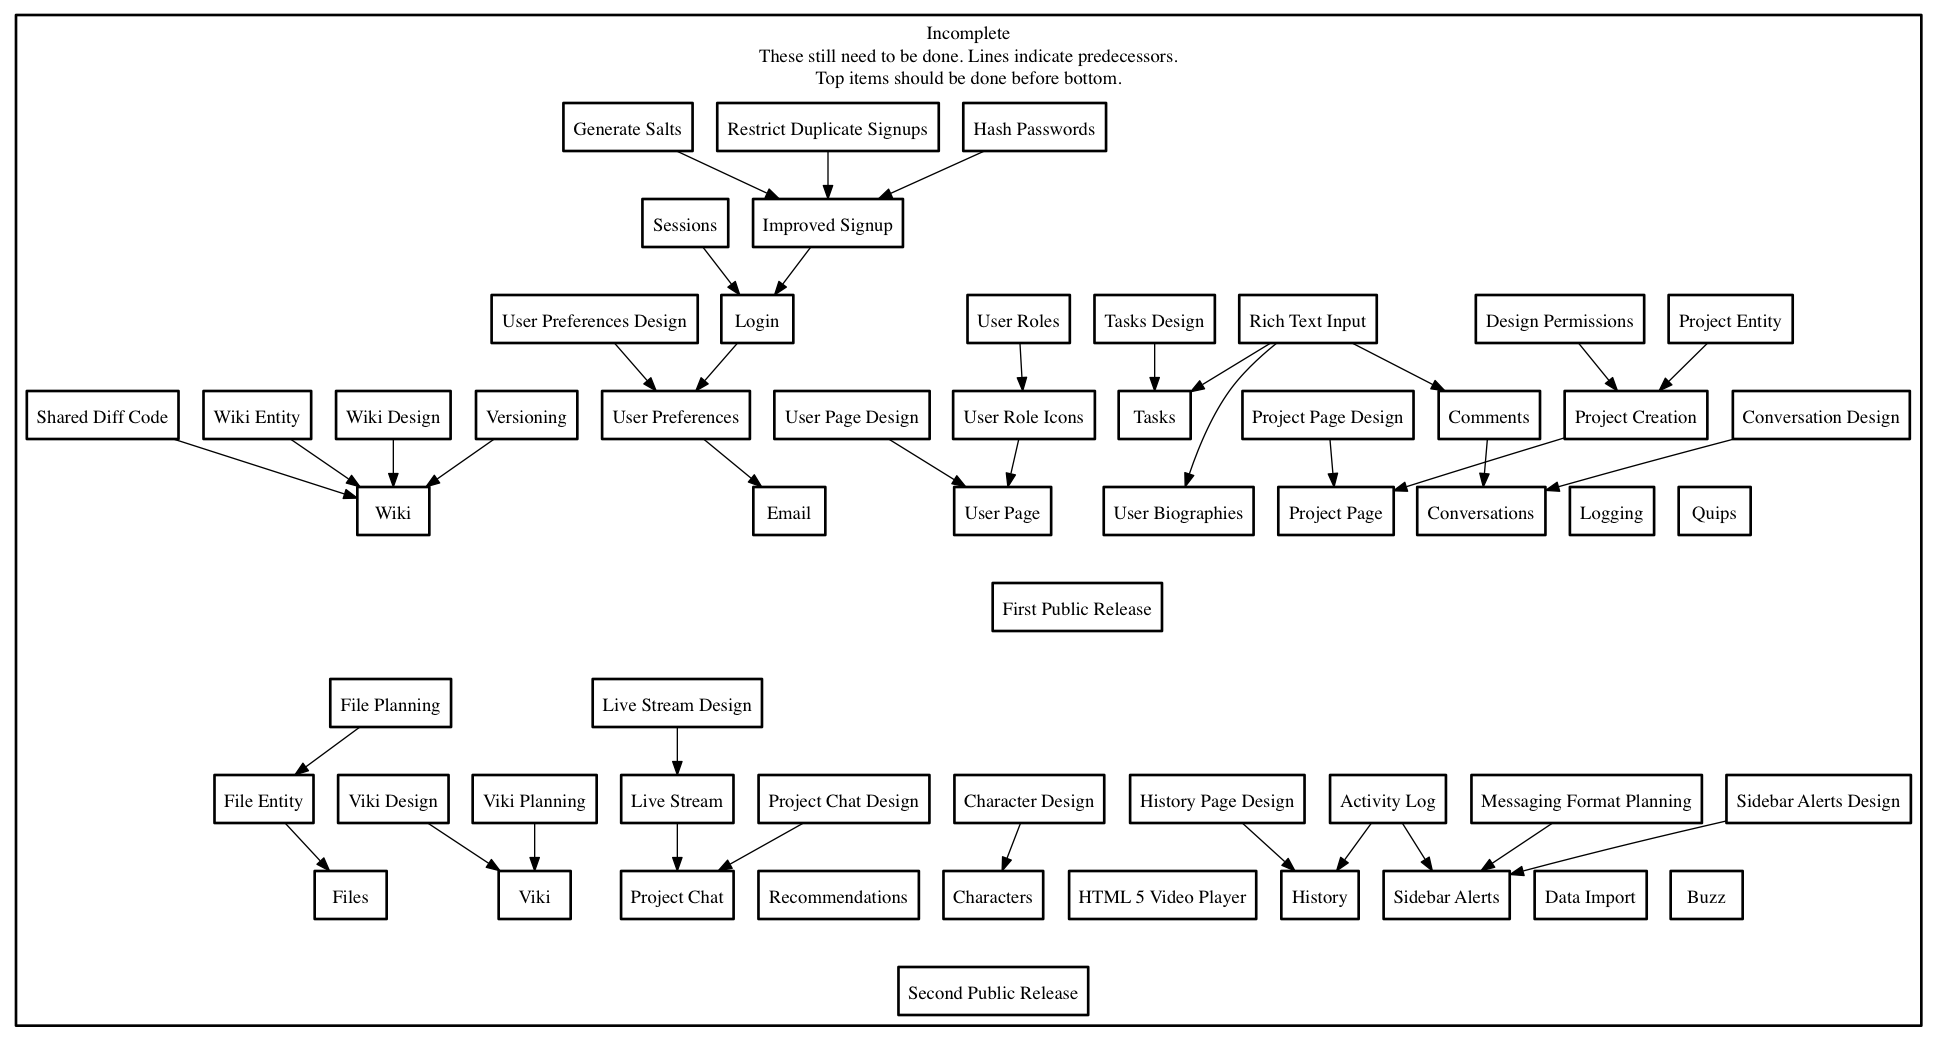 Incomplete
These still need to be done. Lines indicate predecessors.
Top items should be done before bottom.
Generate Salts
Restrict Duplicate Signups
Hash Passwords
Sessions
Improved Signup
User Preferences Design
Login
User Roles
Tasks Design
Rich Text Input
Design Permissions
Project Entity
Shared Diff Code
Wiki Entity
Wiki Design
Versioning
User Preferences
User Page Design
User Role Icons
Tasks
Project Page Design
Comments
Project Creation
Conversation Design
Wiki
Email
User Page
User Biographies
Project Page
Conversations
Logging
Quips
First Public Release
File Planning
Live Stream Design
File Entity
Viki Design
Viki Planning
Live Stream
Project Chat Design
Character Design
History Page Design
Activity Log
Messaging Format Planning
Sidebar Alerts Design
Files
Viki
Project Chat
Recommendations
Characters
HTML 5 Video Player
History
Sidebar Alerts
Data Import
Buzz
Second Public Release